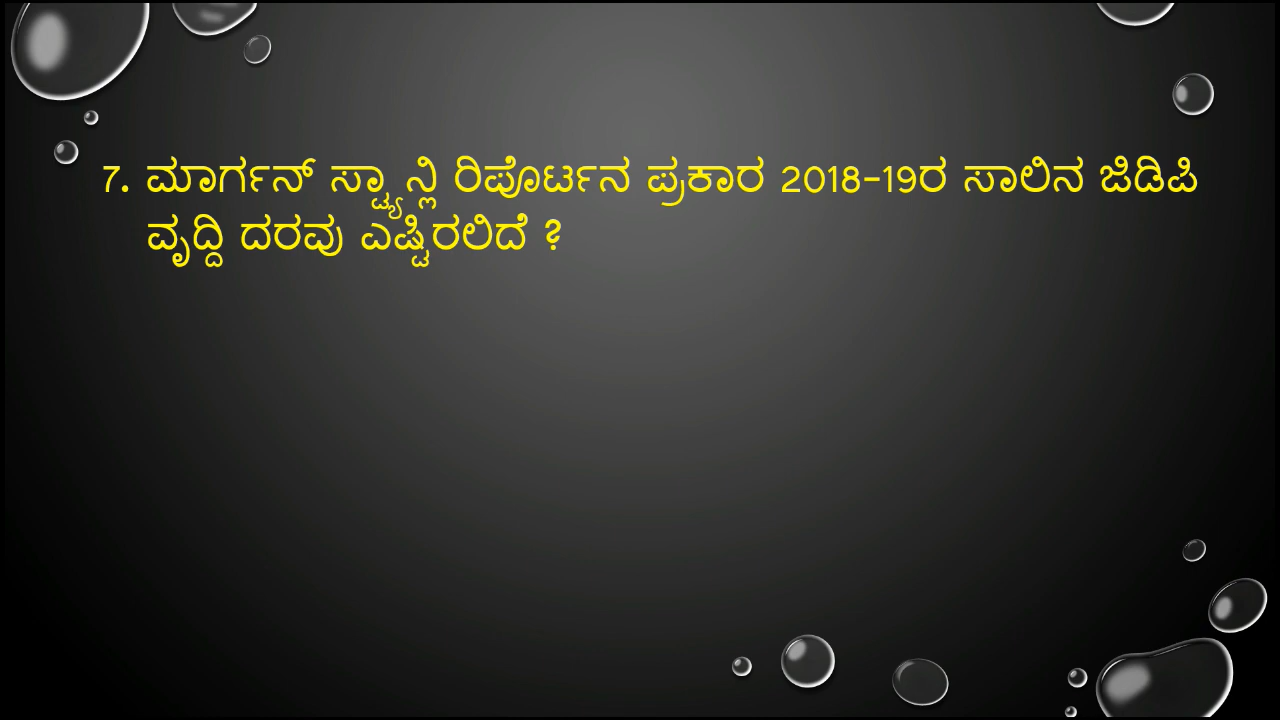 7. ಮಾರ್ಗನ್ ಸ್ಟ್ಯಾನ್ಲಿ ರಿಪೊರ್ಟನ ಪ್ರಕಾರ 2018-19ರ ಸಾಲಿನ ಜಿಡಿಪಿ
ವೃದ್ದಿ ದರವು ಎಷ್ಟಿರಲಿದೆ ?